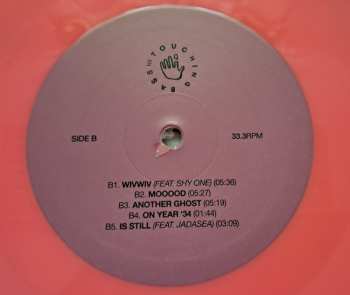 TOUCHING BASS
SIDE B
33.3RPM
B1. WIVWIV (FEAT. SHY ONE) (05:36)
B2. MOOOOD (05:27)
B3. ANOTHER GHOST (05:19)
B4. ON YEAR '34 (01:44)
B5. IS STILL (FEAT. JADASEA) (03:09)